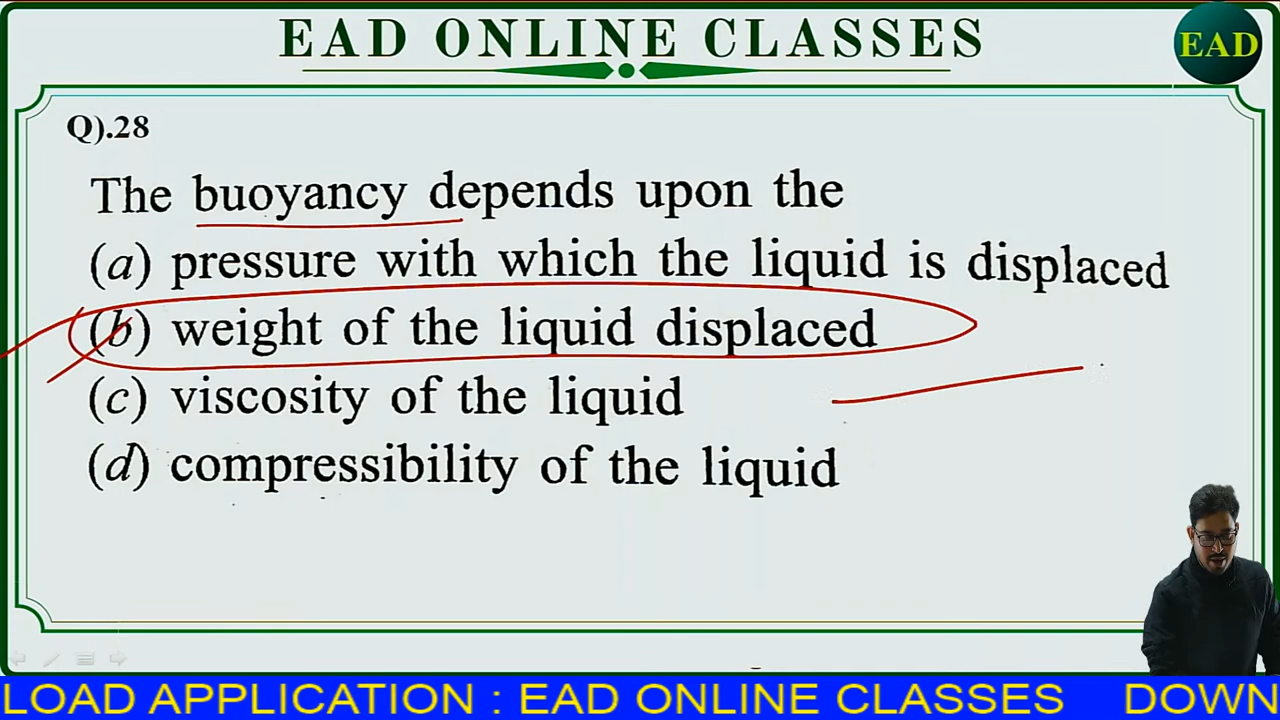 EAD ONLINE CLASSES
EAD
Q).28
The buoyancy depends upon the
(a) pressure with which the liquid is displaced
(b) weight of the liquid displaced
(c) viscosity of the liquid
(d) compressibility of the liquid
LOAD APPLICATION : EAD ONLINE CLASSES DOWN